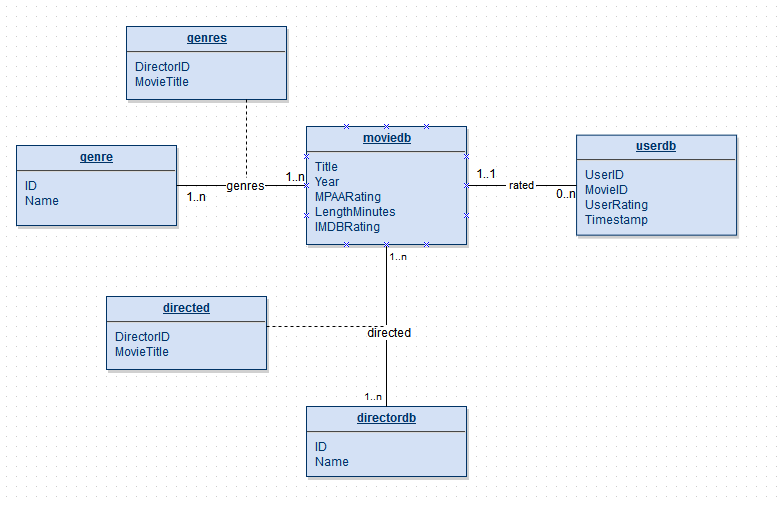 genres
DirectorID
MovieTitle
genre
ID
Name
1..n
genres
1..n
moviedb
Title
Year
MPAARating
LengthMinutes
IMDBRating
1..1
rated
0..n
userdb
UserID
MovieID
UserRating
Timestamp
1..n
directed
DirectorID
MovieTitle
directed
1..n
directordb
ID
Name